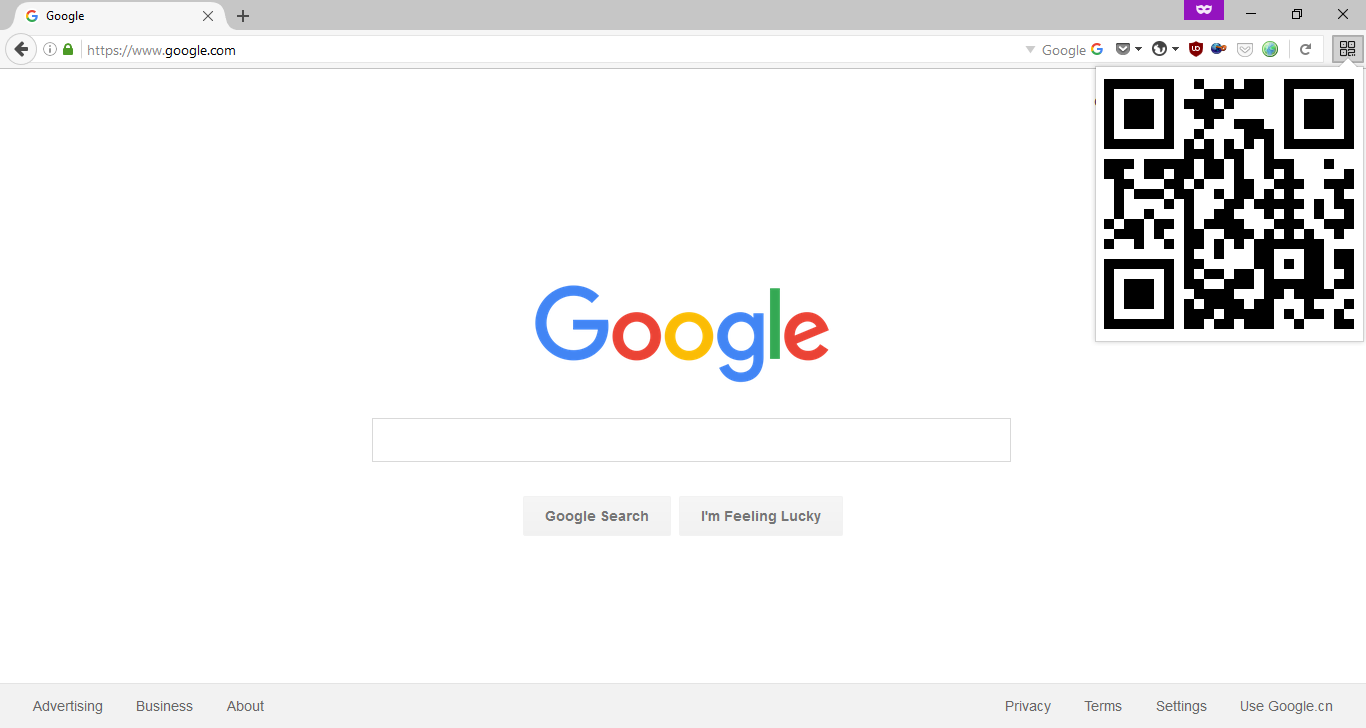 Google
https://www.google.com
Google
Google
Google Search
I'm Feeling Lucky
Advertising
Business
About
Privacy
Terms
Settings
Use Google.cn